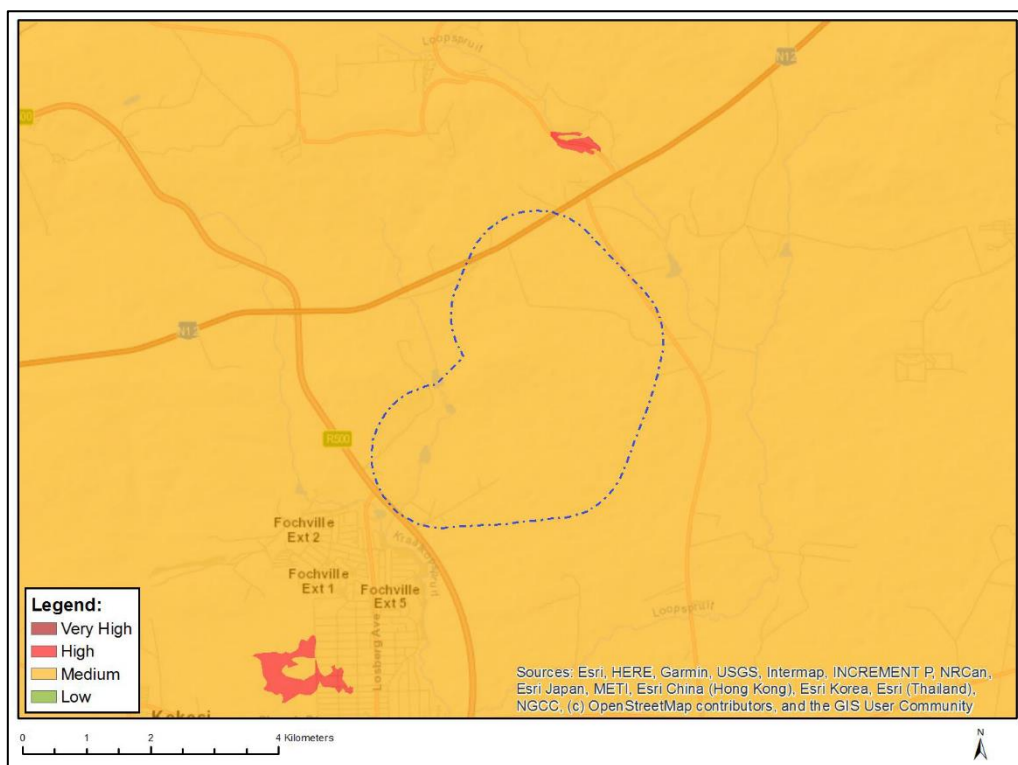 Loopspruit
N12
N12
R500
Fochville
Ext 2
Fochville
Ext 1
Fochville
Ext 5
Losberg Ave
Loopspruit
Legend:
Very High
High
Medium
Low
Sources: Esri, HERE, Garmin, USGS, Intermap, INCREMENT P, NRCan,
Esri Japan, METI, Esri China (Hong Kong), Esri Korea, Esri (Thailand),
NGCC, (c) OpenStreetMap contributors, and the GIS User Community
0 1 2 4 Kilometers
N